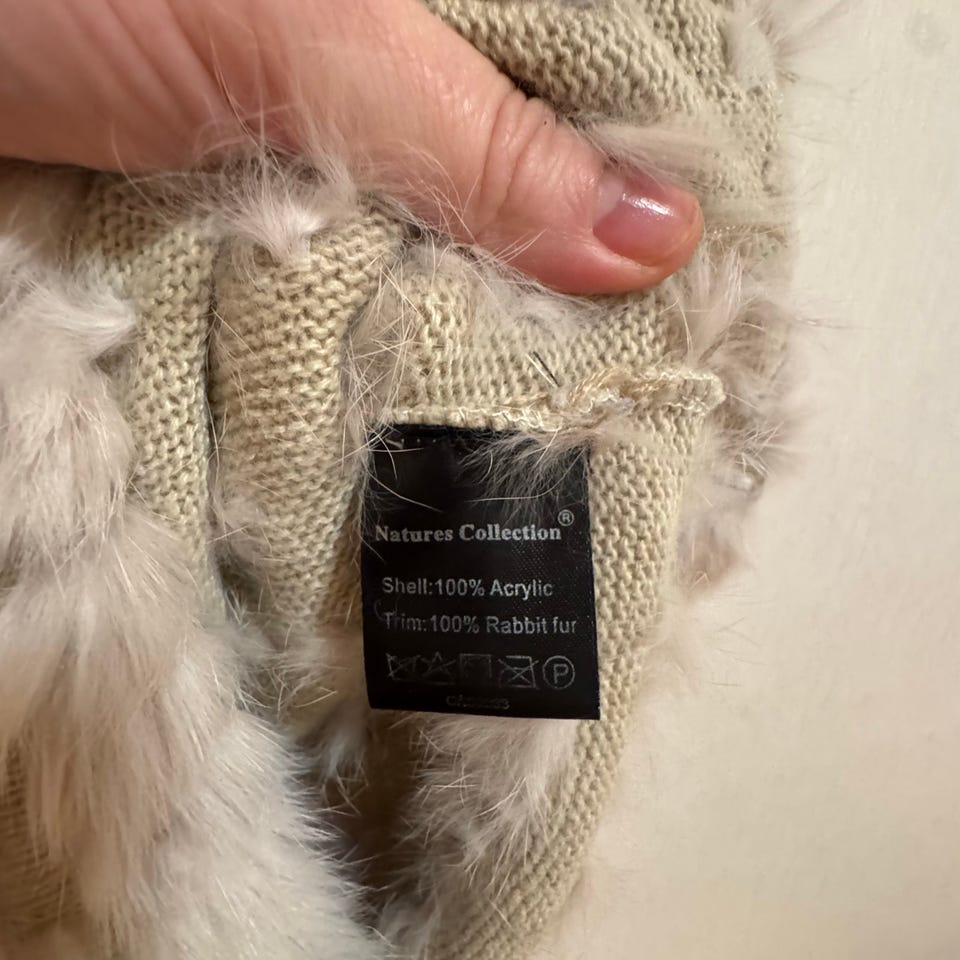 Natures Collection®
Shell:100% Acrylic
Trim:100% Rabbit fur
P